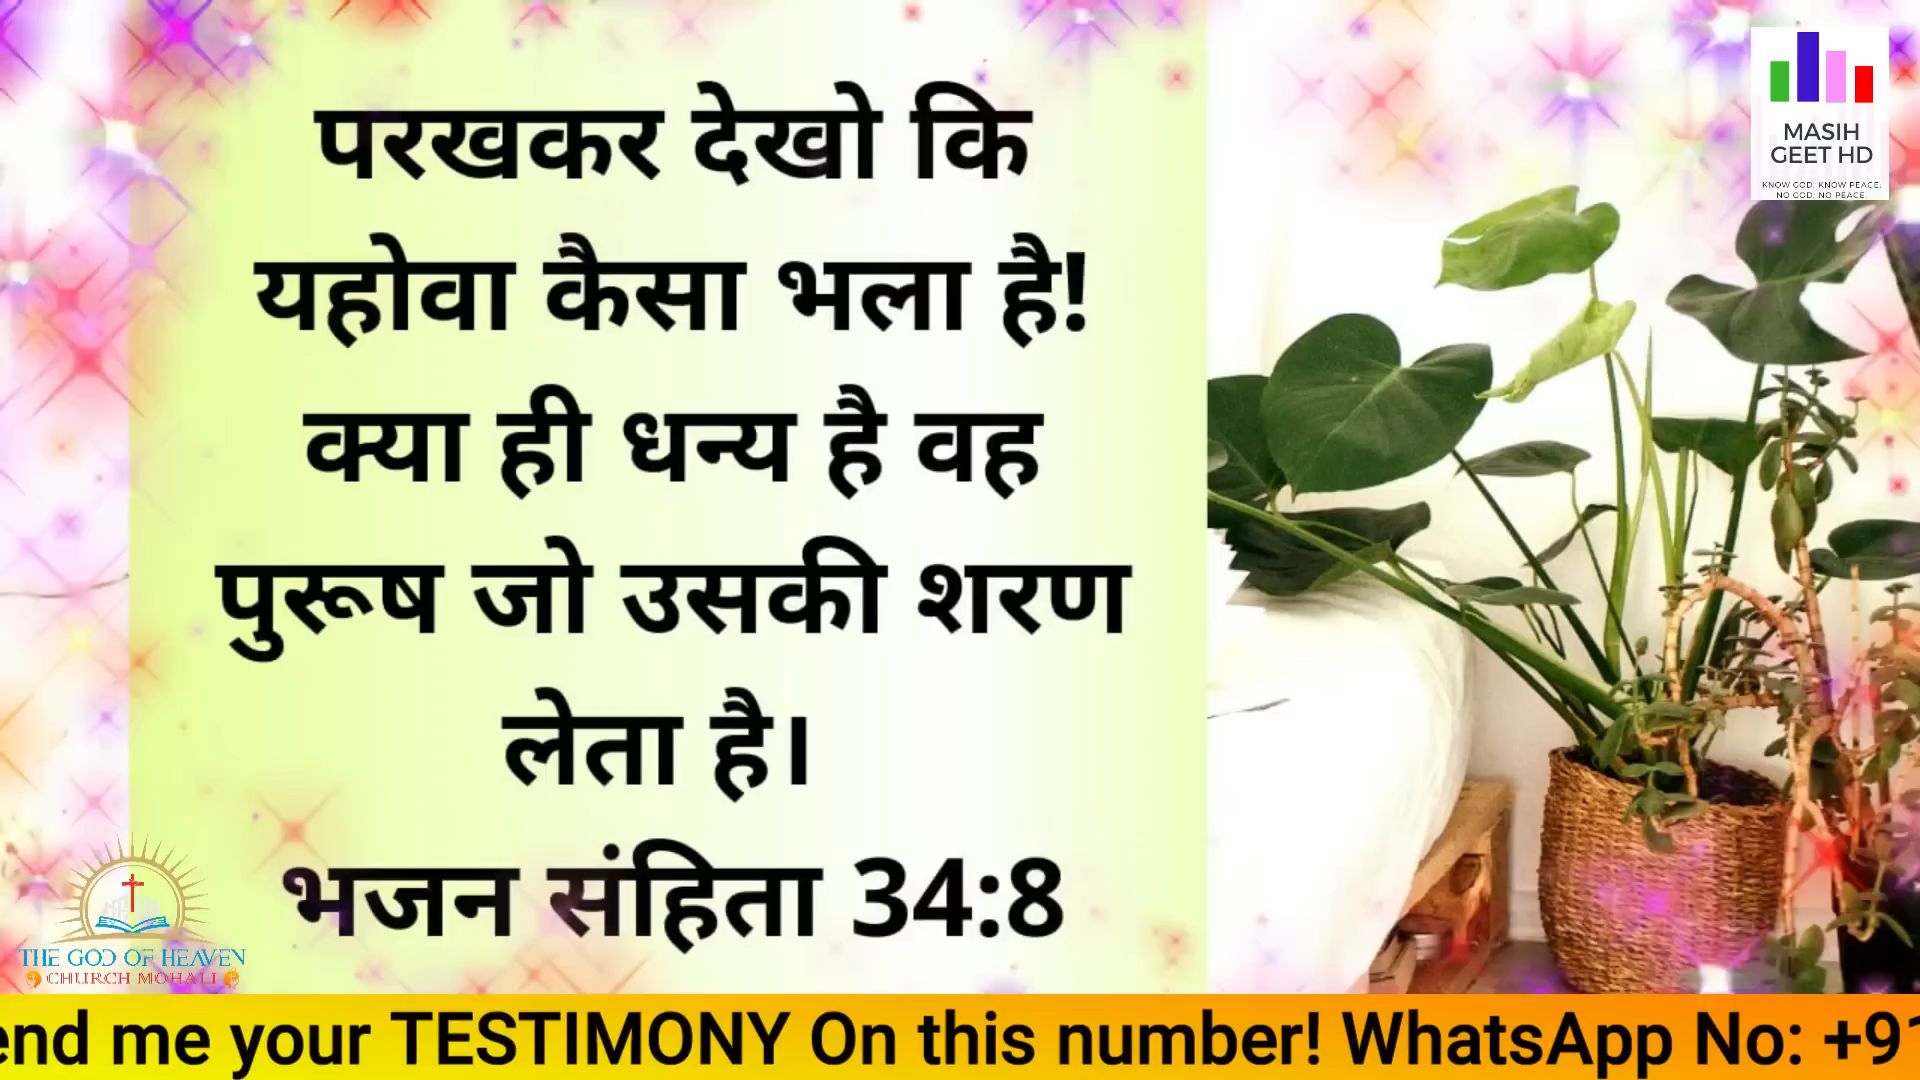 परखकर देखो कि
यहोवा कैसा भला है!
क्या ही धन्य है वह
पुरूष जो उसकी शरण
लेता है।
भजन संहिता 34:8
MASIH
GEET HD
KNOW GOD. KNOW PEACE.
NO GOD. NO PEACE.
THE GOD OF HEAVEN
CHURCH MOHALI
end me your TESTIMONY On this number! WhatsApp No: +91